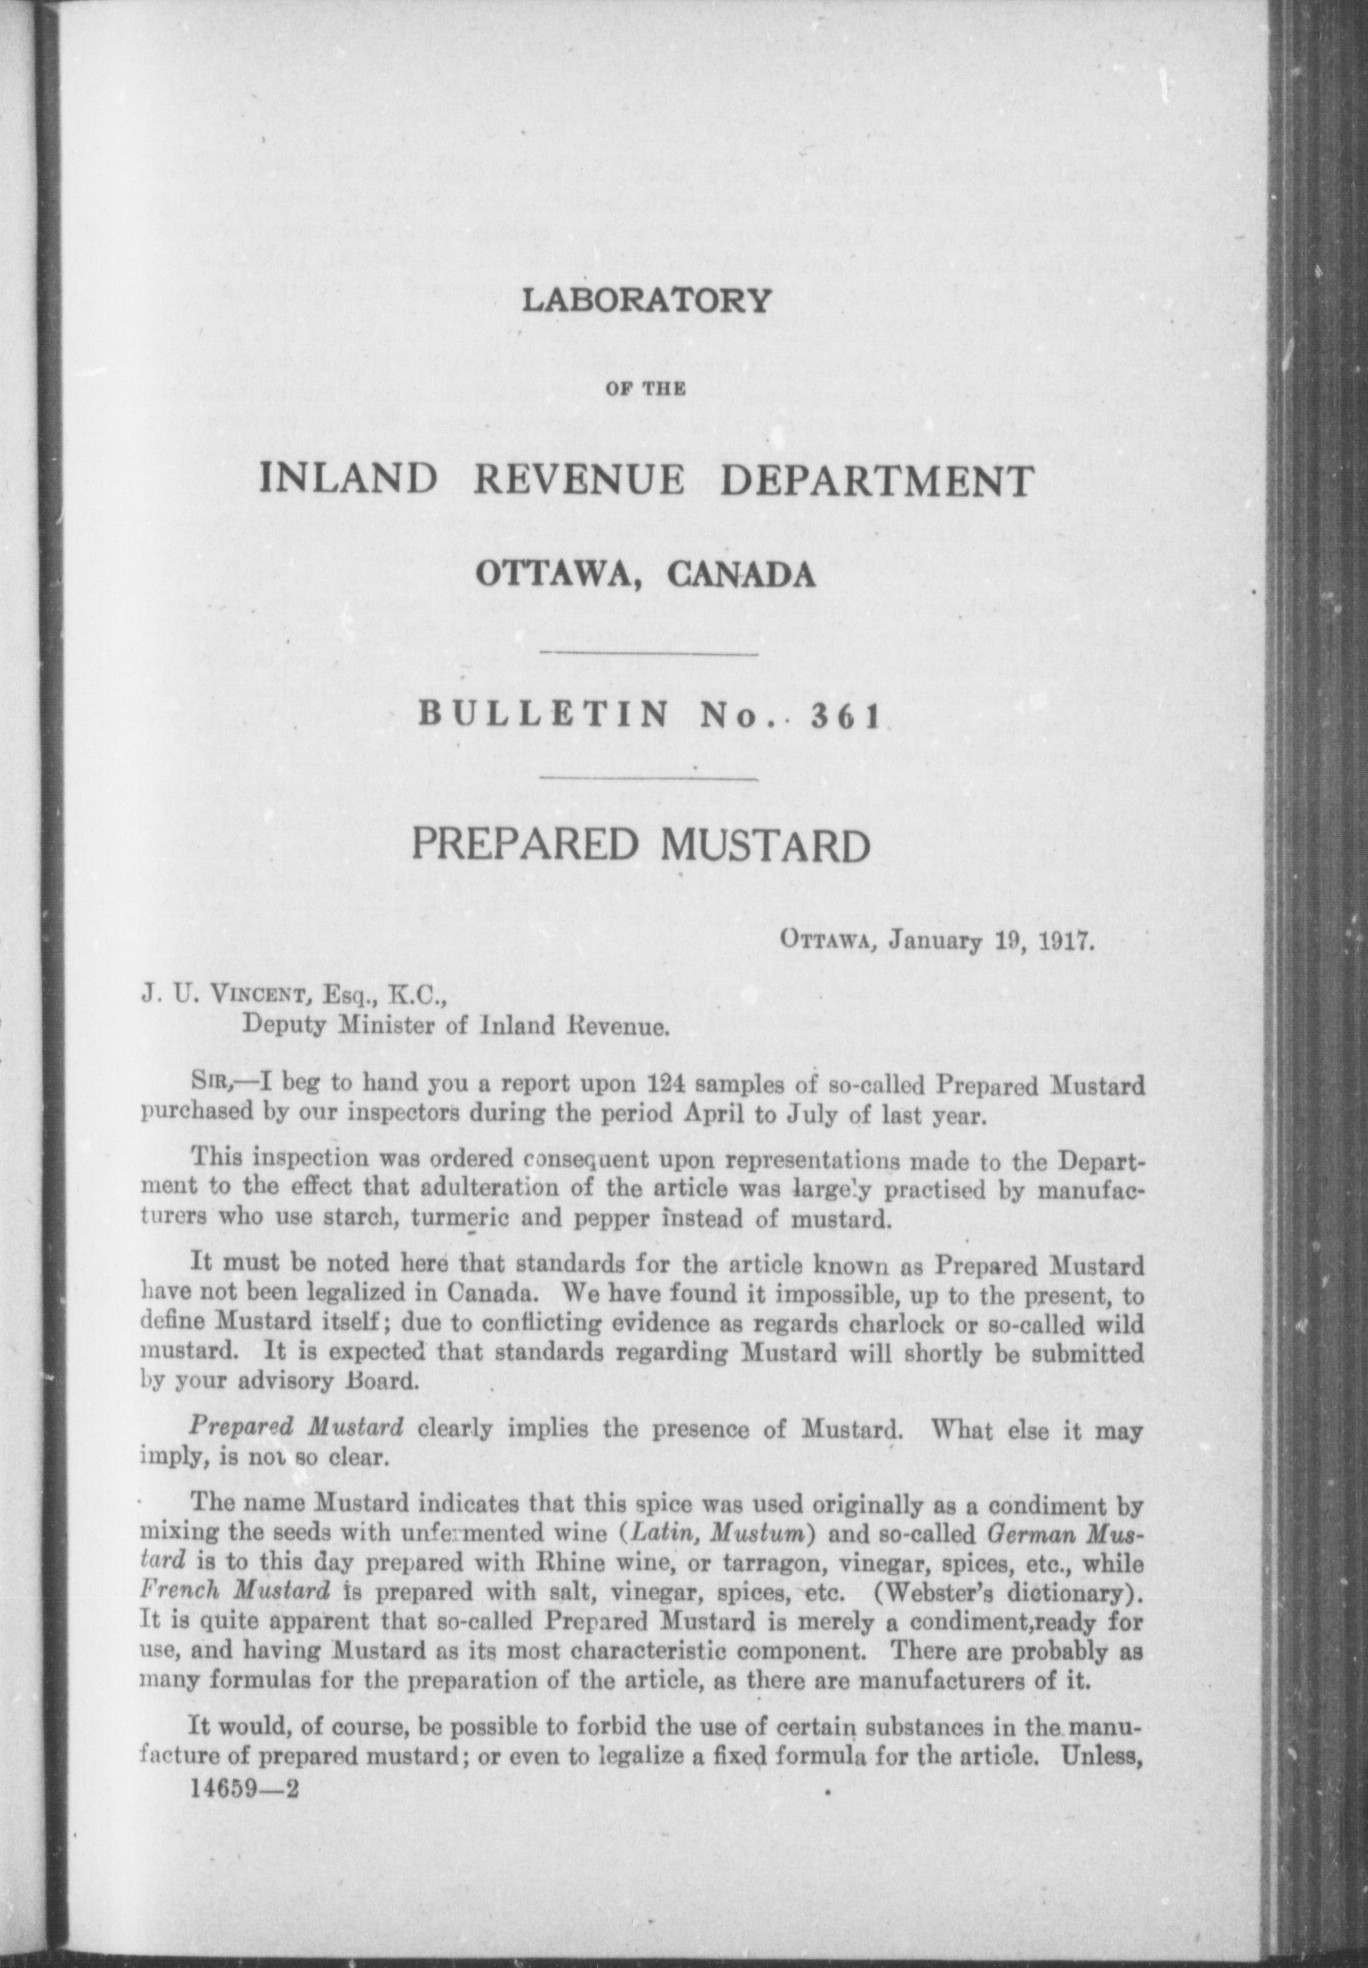 LABORATORY
OF THE
INLAND REVENUE DEPARTMENT
OTTAWA, CANADA
BULLETIN No. 361
PREPARED MUSTARD
OTTAWA, January 19, 1917.
J. U. VINCENT, Esq., K.C.,
Deputy Minister of Inland Revenue.
SIR,—I beg to hand you a report upon 124 samples of so-called Prepared Mustard
purchased by our inspectors during the period April to July of last year.
This inspection was ordered consequent upon representations made to the Depart-
ment to the effect that adulteration of the article was largely practised by manufac-
turers who use starch, turmeric and pepper instead of mustard.
It must be noted here that standards for the article known as Prepared Mustard
have not been legalized in Canada. We have found it impossible, up to the present, to
define Mustard itself; due to conflicting evidence as regards charlock or so-called wild
mustard. It is expected that standards regarding Mustard will shortly be submitted
by your advisory Board.
Prepared Mustard clearly implies the presence of Mustard. What else it may
imply, is not so clear.
The name Mustard indicates that this spice was used originally as a condiment by
mixing the seeds with unfermented wine (Latin, Mustum) and so-called German Mus-
tard is to this day prepared with Rhine wine, or tarragon, vinegar, spices, etc., while
French Mustard is prepared with salt, vinegar, spices, etc. (Webster's dictionary).
It is quite apparent that so-called Prepared Mustard is merely a condiment,ready for
use, and having Mustard as its most characteristic component. There are probably as
many formulas for the preparation of the article, as there are manufacturers of it.
It would, of course, be possible to forbid the use of certain substances in the manu-
facture of prepared mustard; or even to legalize a fixed formula for the article. Unless,
14659—2